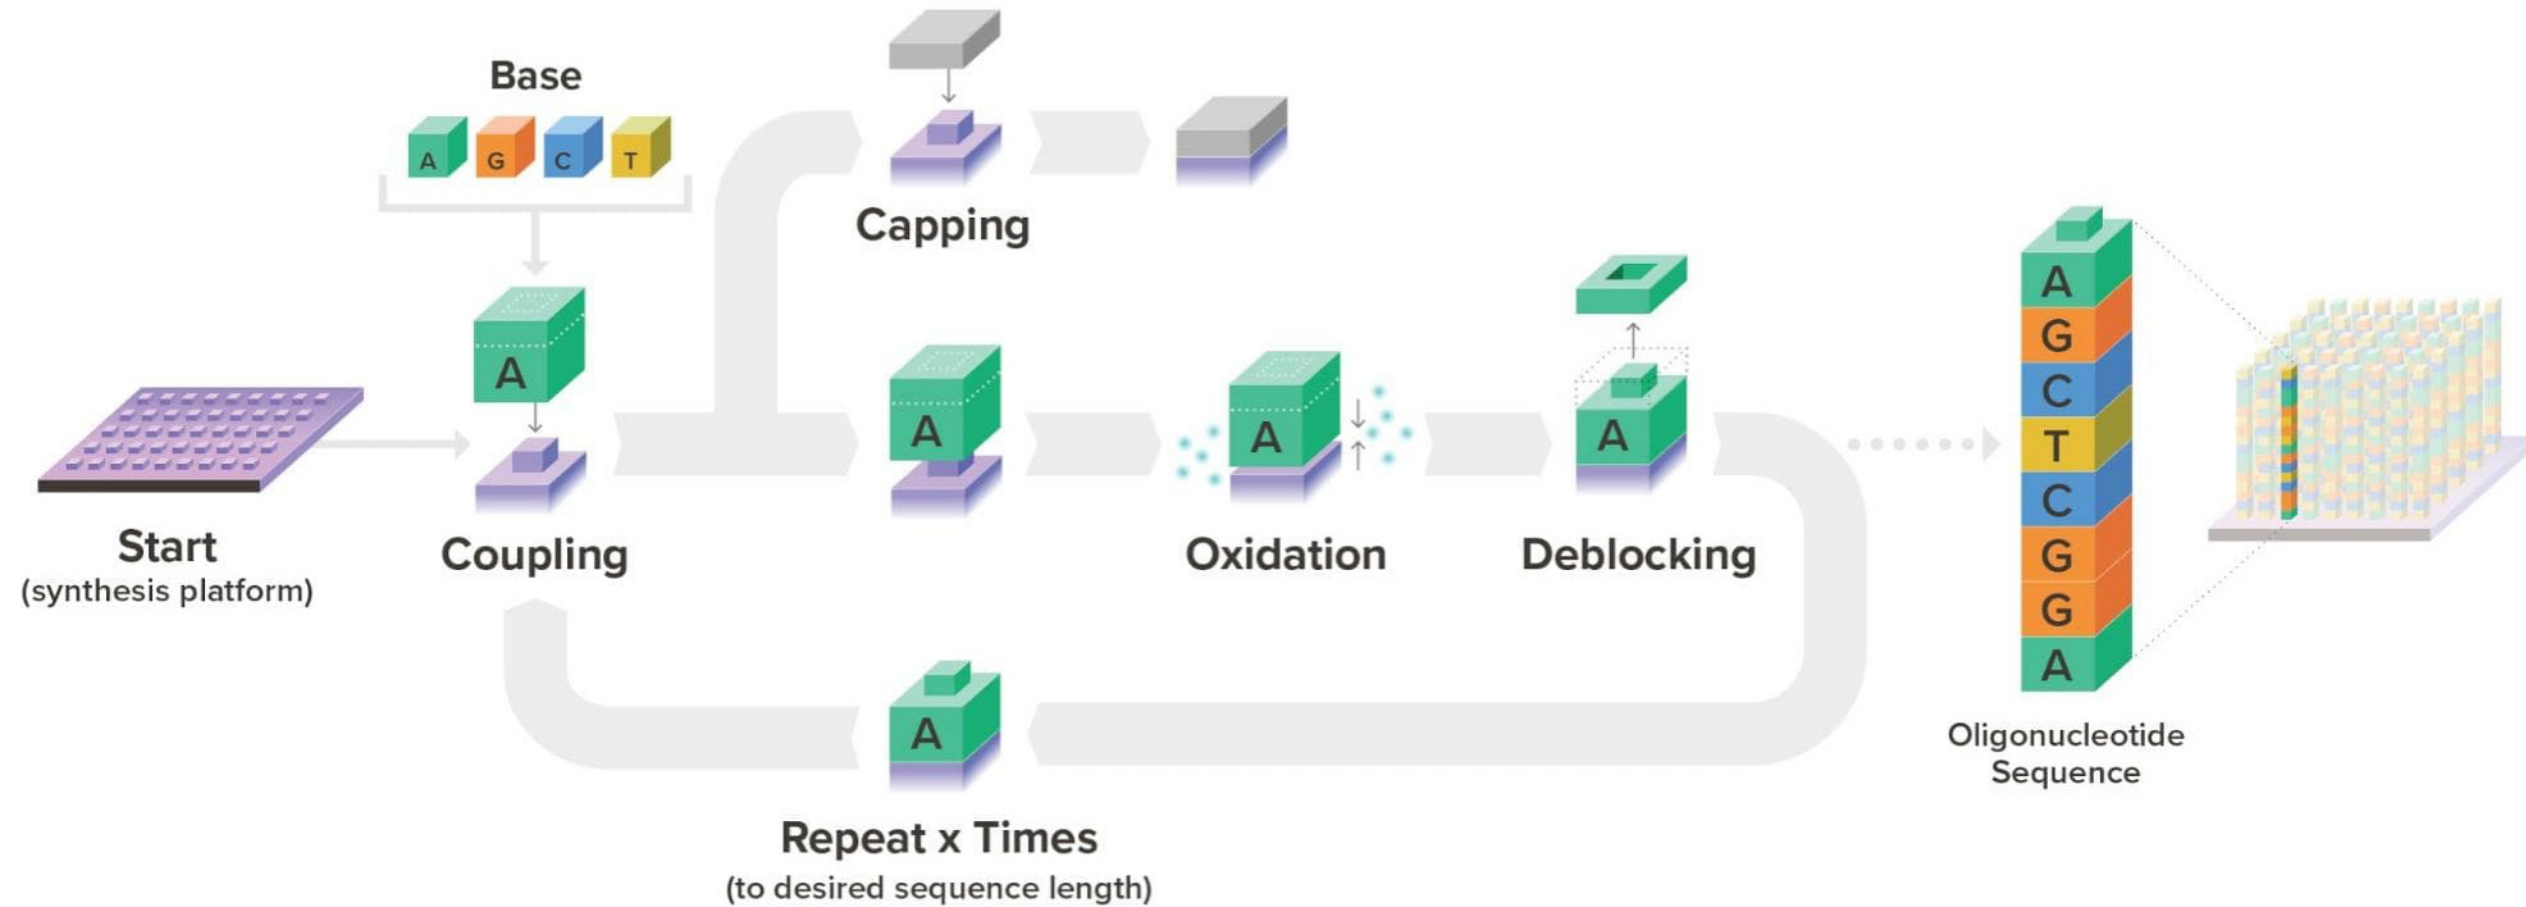 Base
A G C T
A
Start
(synthesis platform)
Coupling
Capping
A
A
Oxidation
A
Deblocking
A
Repeat x Times
(to desired sequence length)
A
G
C
T
C
G
G
A
Oligonucleotide
Sequence